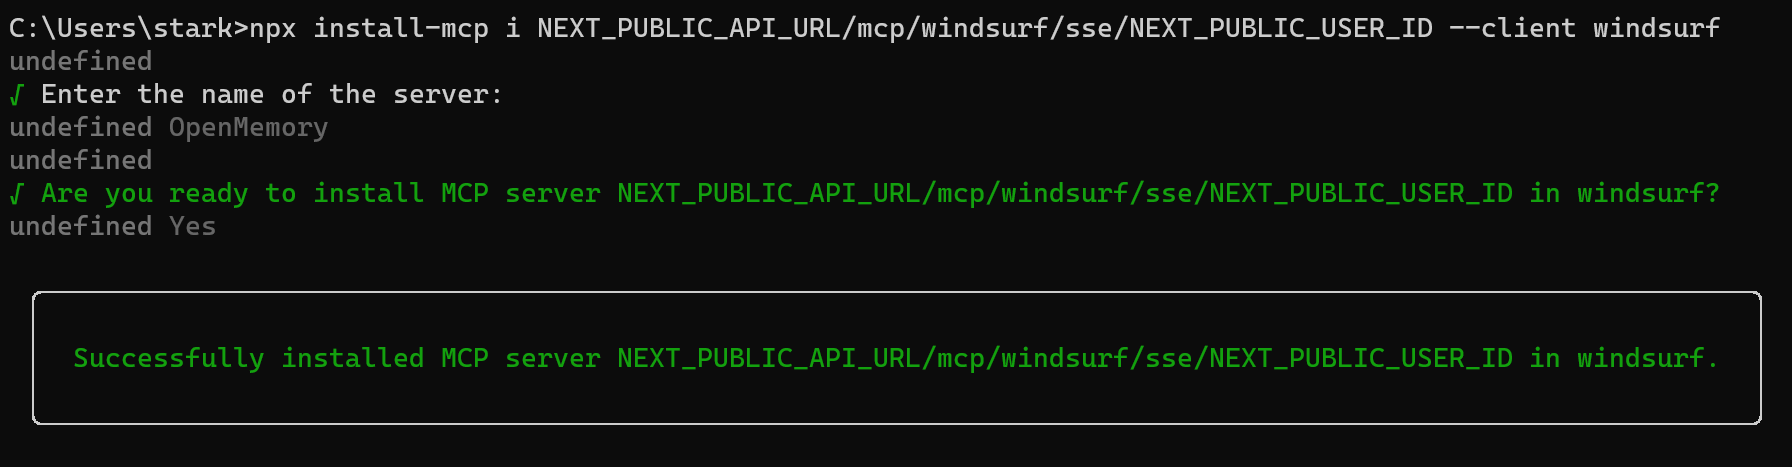 C:\Users\stark>npx install-mcp i NEXT_PUBLIC_API_URL/mcp/windsurf/sse/NEXT_PUBLIC_USER_ID --client windsurf
undefined
√ Enter the name of the server:
undefined OpenMemory
undefined
√ Are you ready to install MCP server NEXT_PUBLIC_API_URL/mcp/windsurf/sse/NEXT_PUBLIC_USER_ID in windsurf?
undefined Yes
Successfully installed MCP server NEXT_PUBLIC_API_URL/mcp/windsurf/sse/NEXT_PUBLIC_USER_ID in windsurf.